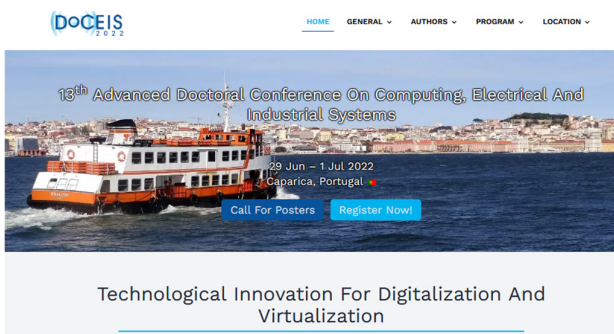 DoCEIS
2022
HOME GENERAL AUTHORS PROGRAM LOCATION
13th Advanced Doctoral Conference On Computing, Electrical And
Industrial Systems
29 Jun – 1 Jul 2022
Caparica, Portugal
Call For Posters Register Now!
Technological Innovation For Digitalization And
Virtualization